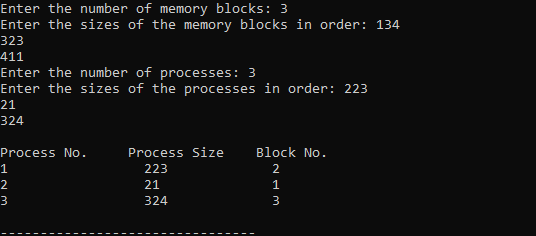 Enter the number of memory blocks: 3
Enter the sizes of the memory blocks in order: 134
323
411
Enter the number of processes: 3
Enter the sizes of the processes in order: 223
21
324
Process No. Process Size Block No.
1 223 2
2 21 1
3 324 3
--------------------------------